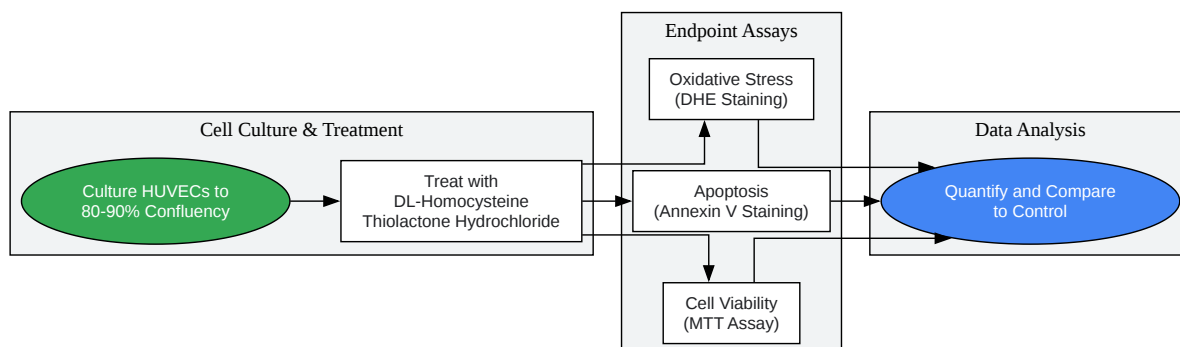 Cell Culture & Treatment
Culture HUVECs to
80-90% Confluency
Treat with
DL-Homocysteine
Thiolactone Hydrochloride
Endpoint Assays
Oxidative Stress
(DHE Staining)
Apoptosis
(Annexin V Staining)
Cell Viability
(MTT Assay)
Data Analysis
Quantify and Compare
to Control